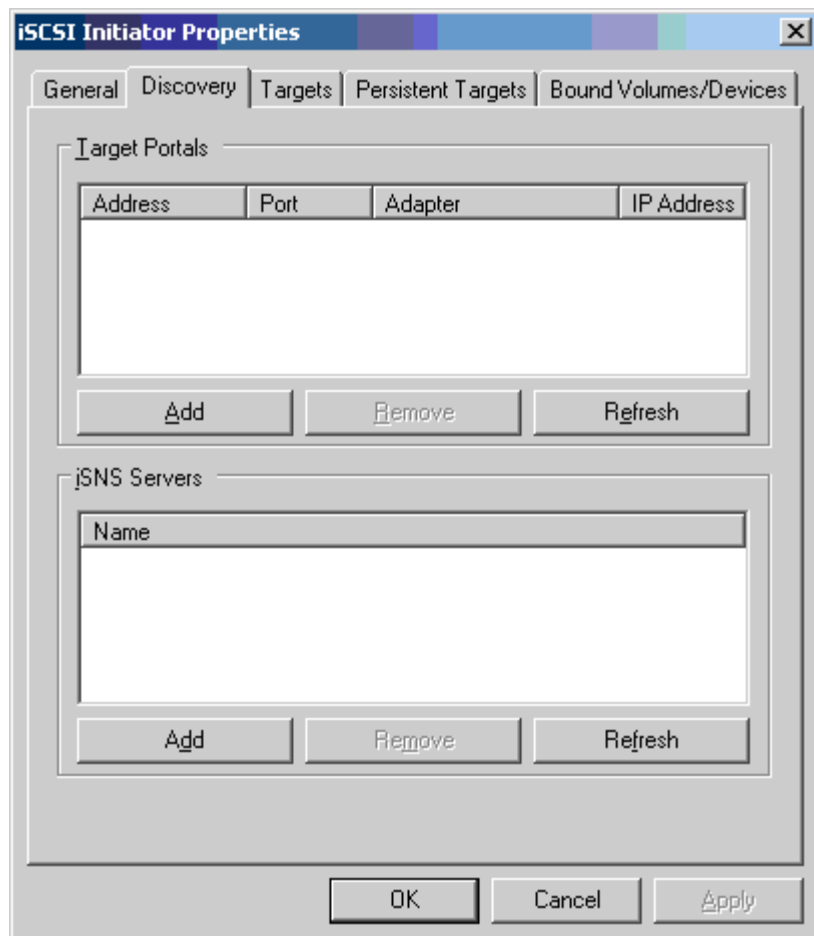 iSCSI Initiator Properties
General Discovery Targets Persistent Targets Bound Volumes/Devices
Target Portals
Address Port Adapter IP Address
Add Remove Refresh
iSNS Servers
Name
Add Remove Refresh
OK Cancel Apply